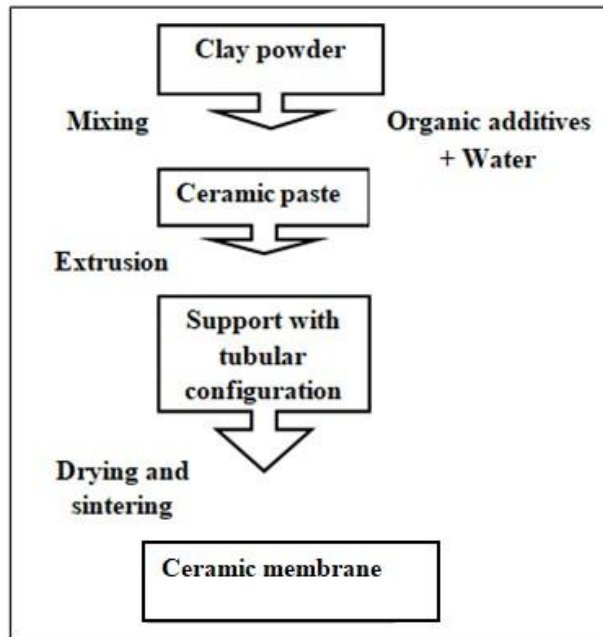 Clay powder
Mixing
Organic additives
+ Water
Ceramic paste
Extrusion
Support with
tubular
configuration
Drying and
sintering
Ceramic membrane